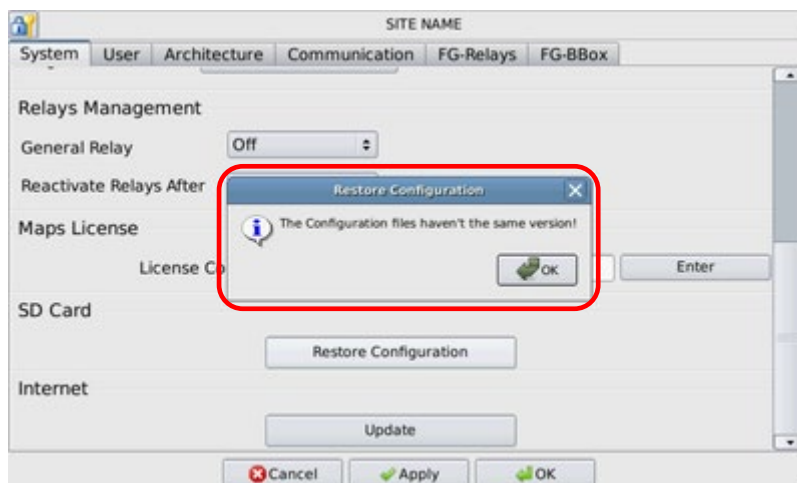 SITE NAME
System User Architecture Communication FG-Relays FG-BBox
Relays Management
General Relay Off
Reactivate Relays After
Restore Configuration
The Configuration files haven't the same version!
OK
Maps License
License Co
Enter
SD Card
Restore Configuration
Internet
Update
Cancel Apply OK